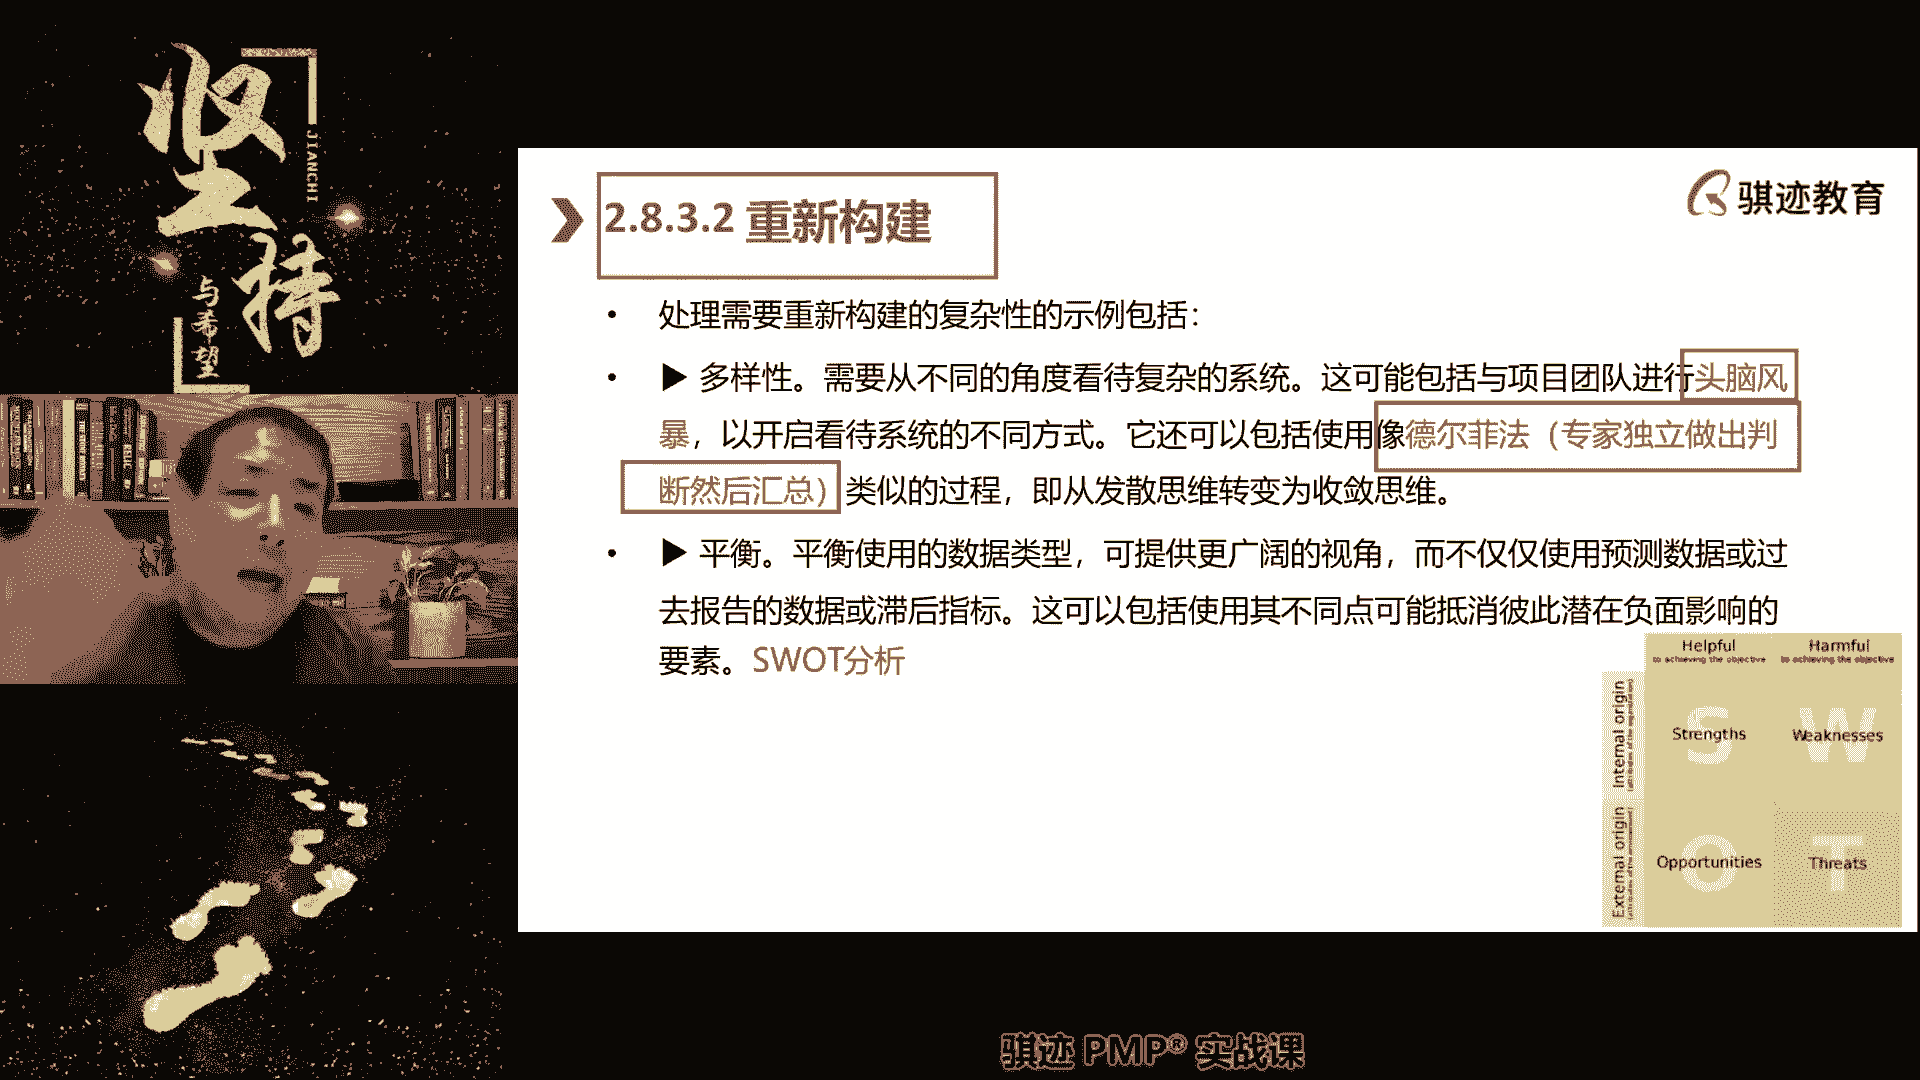 坚持
JIANCHI
与希望
骐迹教育
2.8.3.2 重新构建
• 处理需要重新构建的复杂性的示例包括：
• ▶ 多样性。需要从不同的角度看待复杂的系统。这可能包括与项目团队进行头脑风
暴，以开启看待系统的不同方式。它还可以包括使用像德尔菲法（专家独立做出判
断然后汇总）类似的过程，即从发散思维转变为收敛思维。
• ▶ 平衡。平衡使用的数据类型，可提供更广阔的视角，而不仅仅使用预测数据或过
去报告的数据或滞后指标。这可以包括使用其不同点可能抵消彼此潜在负面影响的
要素。SWOT分析
Helpful
to achieving the objective
Harmful
to achieving the objective
Internal origin
S
Strengths
W
Weaknesses
External origin
O
Opportunities
T
Threats
骐迹 PMP® 实战课